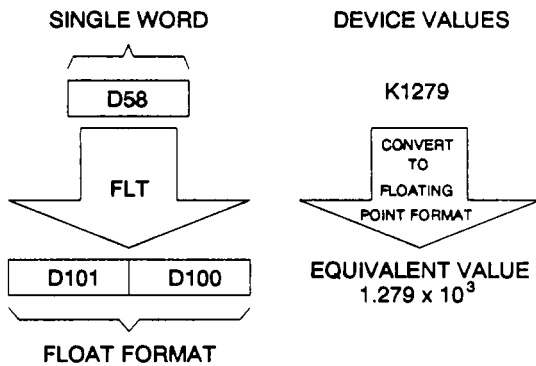 SINGLE WORD
D58
FLT
D101 D100
FLOAT FORMAT
DEVICE VALUES
K1279
CONVERT
TO
FLOATING
POINT FORMAT
EQUIVALENT VALUE
1.279 x 10³